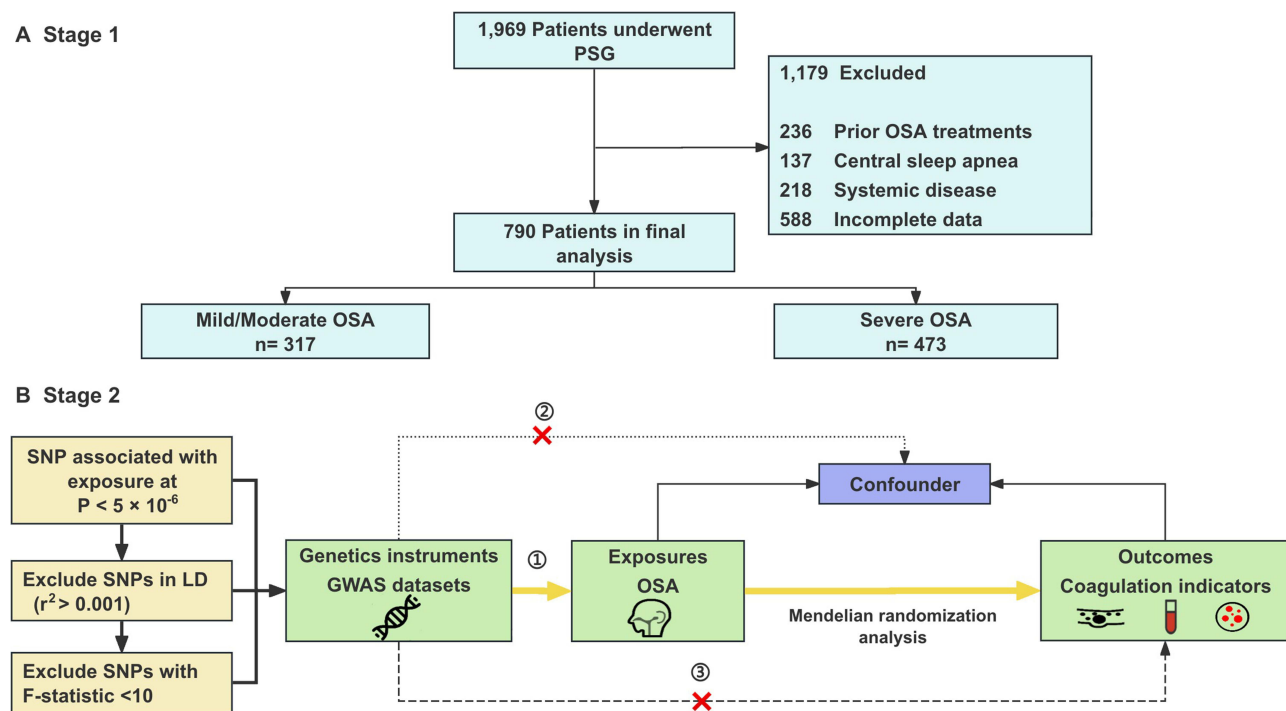 A Stage 1
1,969 Patients underwent
PSG
1,179 Excluded
236 Prior OSA treatments
137 Central sleep apnea
218 Systemic disease
588 Incomplete data
790 Patients in final
analysis
Mild/Moderate OSA
n= 317
Severe OSA
n= 473
B Stage 2
SNP associated with
exposure at
P < 5 × 10⁻⁶
Exclude SNPs in LD
(r² > 0.001)
Exclude SNPs with
F-statistic <10
②
Confounder
Genetics instruments
GWAS datasets
①
Exposures
OSA
Mendelian randomization
analysis
Outcomes
Coagulation indicators
③